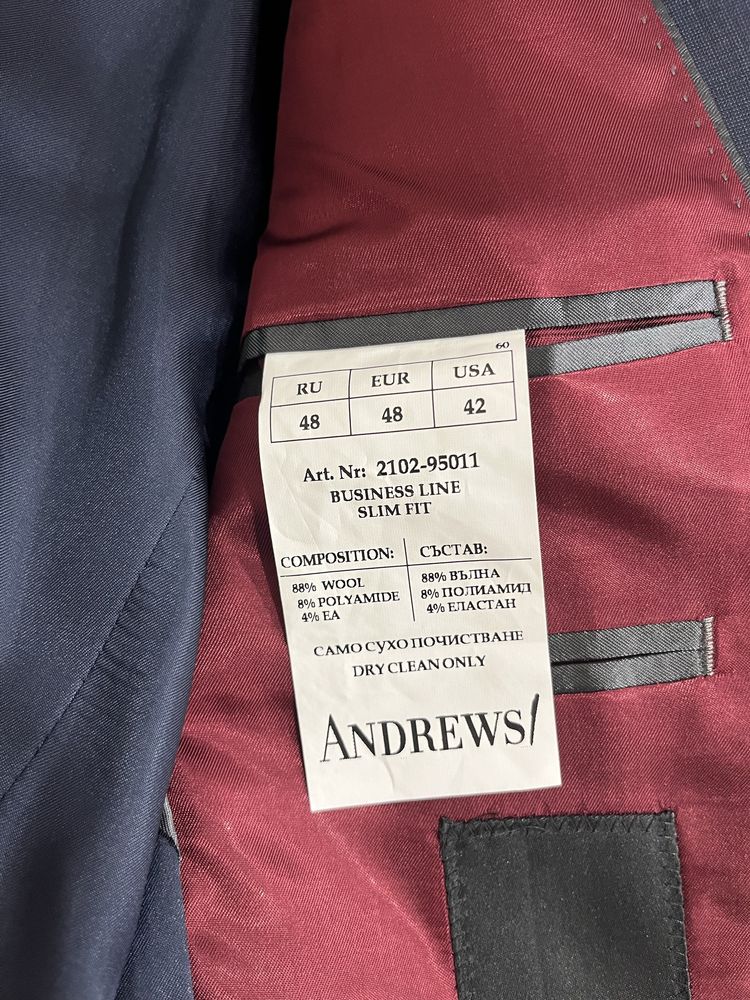 60
RU EUR USA
48 48 42
Art. Nr: 2102-95011
BUSINESS LINE
SLIM FIT
COMPOSITION: СЪСТАВ:
88% WOOL 88% ВЪЛНА
8% POLYAMIDE 8% ПОЛИАМИД
4% EA 4% ЕЛАСТАН
САМО СУХО ПОЧИСТВАНЕ
DRY CLEAN ONLY
ANDREWS/